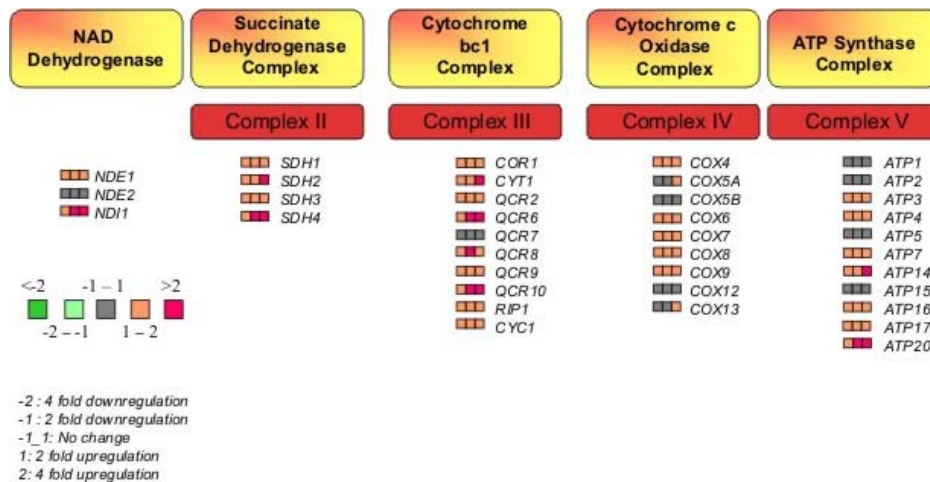 NAD
Dehydrogenase
Succinate
Dehydrogenase
Complex
Cytochrome
bc1
Complex
Cytochrome c
Oxidase
Complex
ATP Synthase
Complex
Complex II
Complex III
Complex IV
Complex V
NDE1
NDE2
NDI1
SDH1
SDH2
SDH3
SDH4
COR1
CYT1
QCR2
QCR6
QCR7
QCR8
QCR9
QCR10
RIP1
CYC1
COX4
COX5A
COX5B
COX6
COX7
COX8
COX9
COX12
COX13
ATP1
ATP2
ATP3
ATP4
ATP5
ATP7
ATP14
ATP15
ATP16
ATP17
ATP20
<-2 -1 – 1 >2
-2 – -1 1 – 2
-2 : 4 fold downregulation
-1 : 2 fold downregulation
-1_1: No change
1: 2 fold upregulation
2: 4 fold upregulation